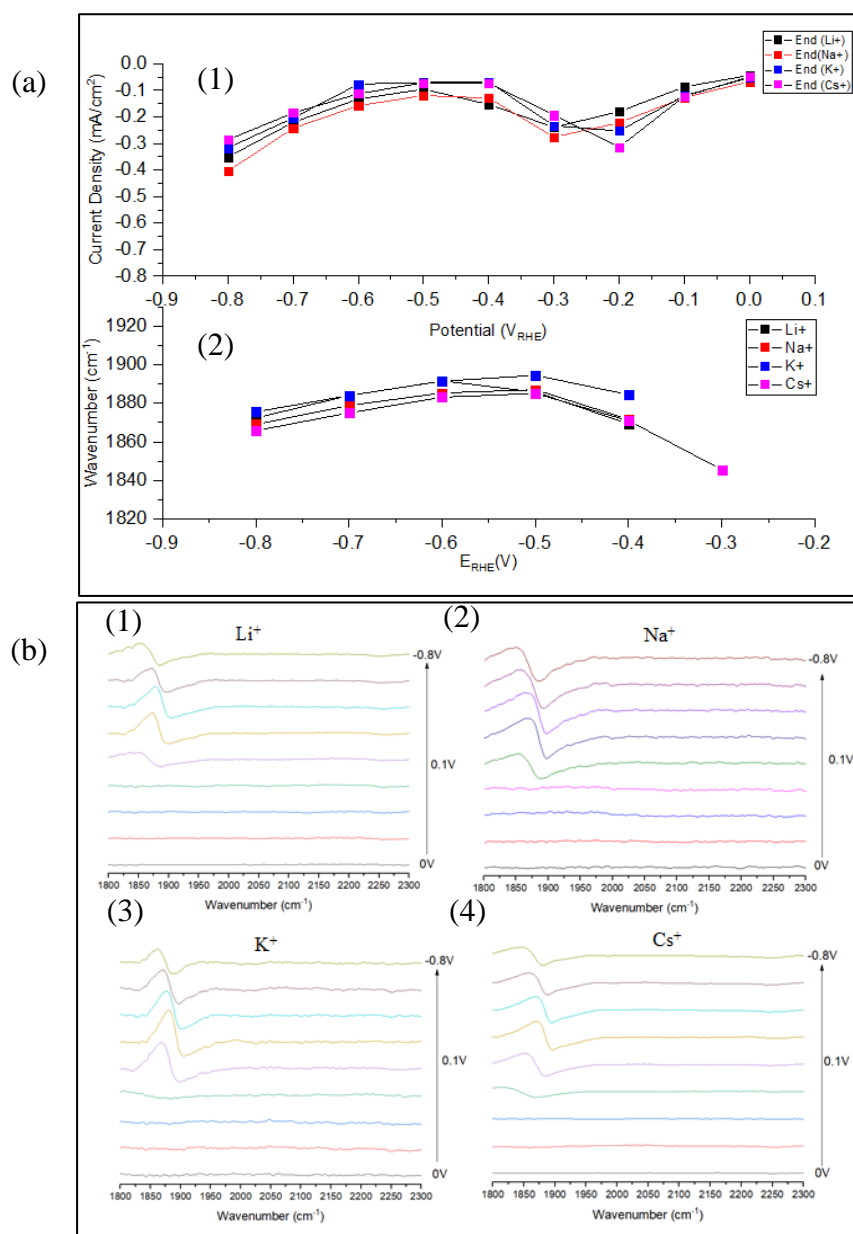 (a)
(1)
End (Li+)
End(Na+)
End (K+)
End (Cs+)
Current Density (mA/cm²)
0.0
-0.1
-0.2
-0.3
-0.4
-0.5
-0.6
-0.7
-0.8
-0.9 -0.8 -0.7 -0.6 -0.5 -0.4 -0.3 -0.2 -0.1 0.0 0.1
Potential (V_RHE)
(2)
Li+
Na+
K+
Cs+
Wavenumber (cm⁻¹)
1920
1900
1880
1860
1840
1820
-0.9 -0.8 -0.7 -0.6 -0.5 -0.4 -0.3 -0.2
E_RHE(V)
(b)
(1)
Li⁺
-0.8V
0.1V
0V
1800 1850 1900 1950 2000 2050 2100 2150 2200 2250 2300
Wavenumber (cm⁻¹)
(2)
Na⁺
-0.8V
0.1V
0V
1800 1850 1900 1950 2000 2050 2100 2150 2200 2250 2300
Wavenumber (cm⁻¹)
(3)
K⁺
-0.8V
0.1V
0V
1800 1850 1900 1950 2000 2050 2100 2150 2200 2250 2300
Wavenumber (cm⁻¹)
(4)
Cs⁺
-0.8V
0.1V
0V
1800 1850 1900 1950 2000 2050 2100 2150 2200 2250 2300
Wavenumber (cm⁻¹)